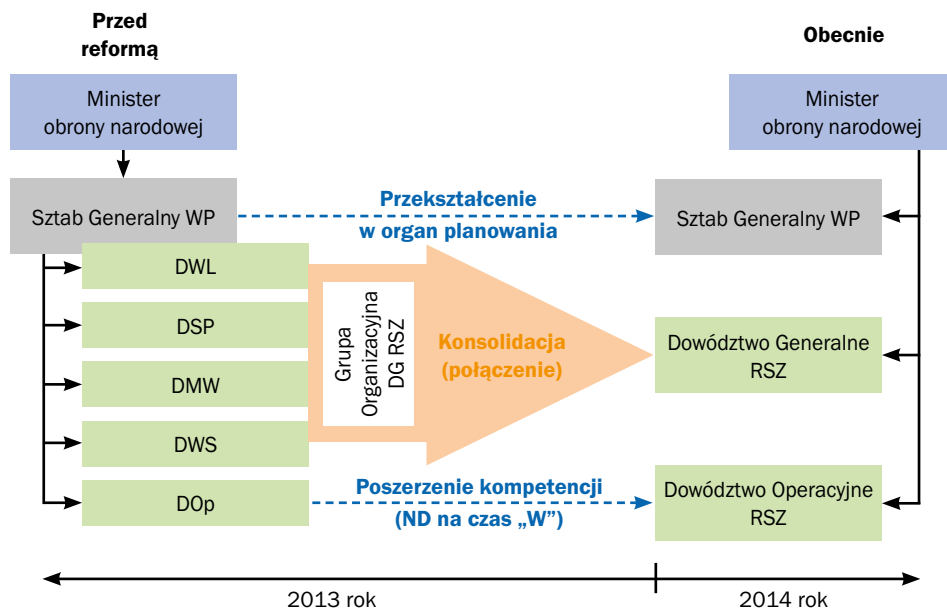 Przed
reformą
Obecnie
Minister
obrony narodowej
Minister
obrony narodowej
Sztab Generalny WP
Przekształcenie
w organ planowania
Sztab Generalny WP
DWL
DSP
DMW
DWS
DOp
Grupa
Organizacyjna
DG RSZ
Konsolidacja
(połączenie)
Dowództwo Generalne
RSZ
Poszerzenie kompetencji
(ND na czas „W”)
Dowództwo Operacyjne
RSZ
2013 rok
2014 rok